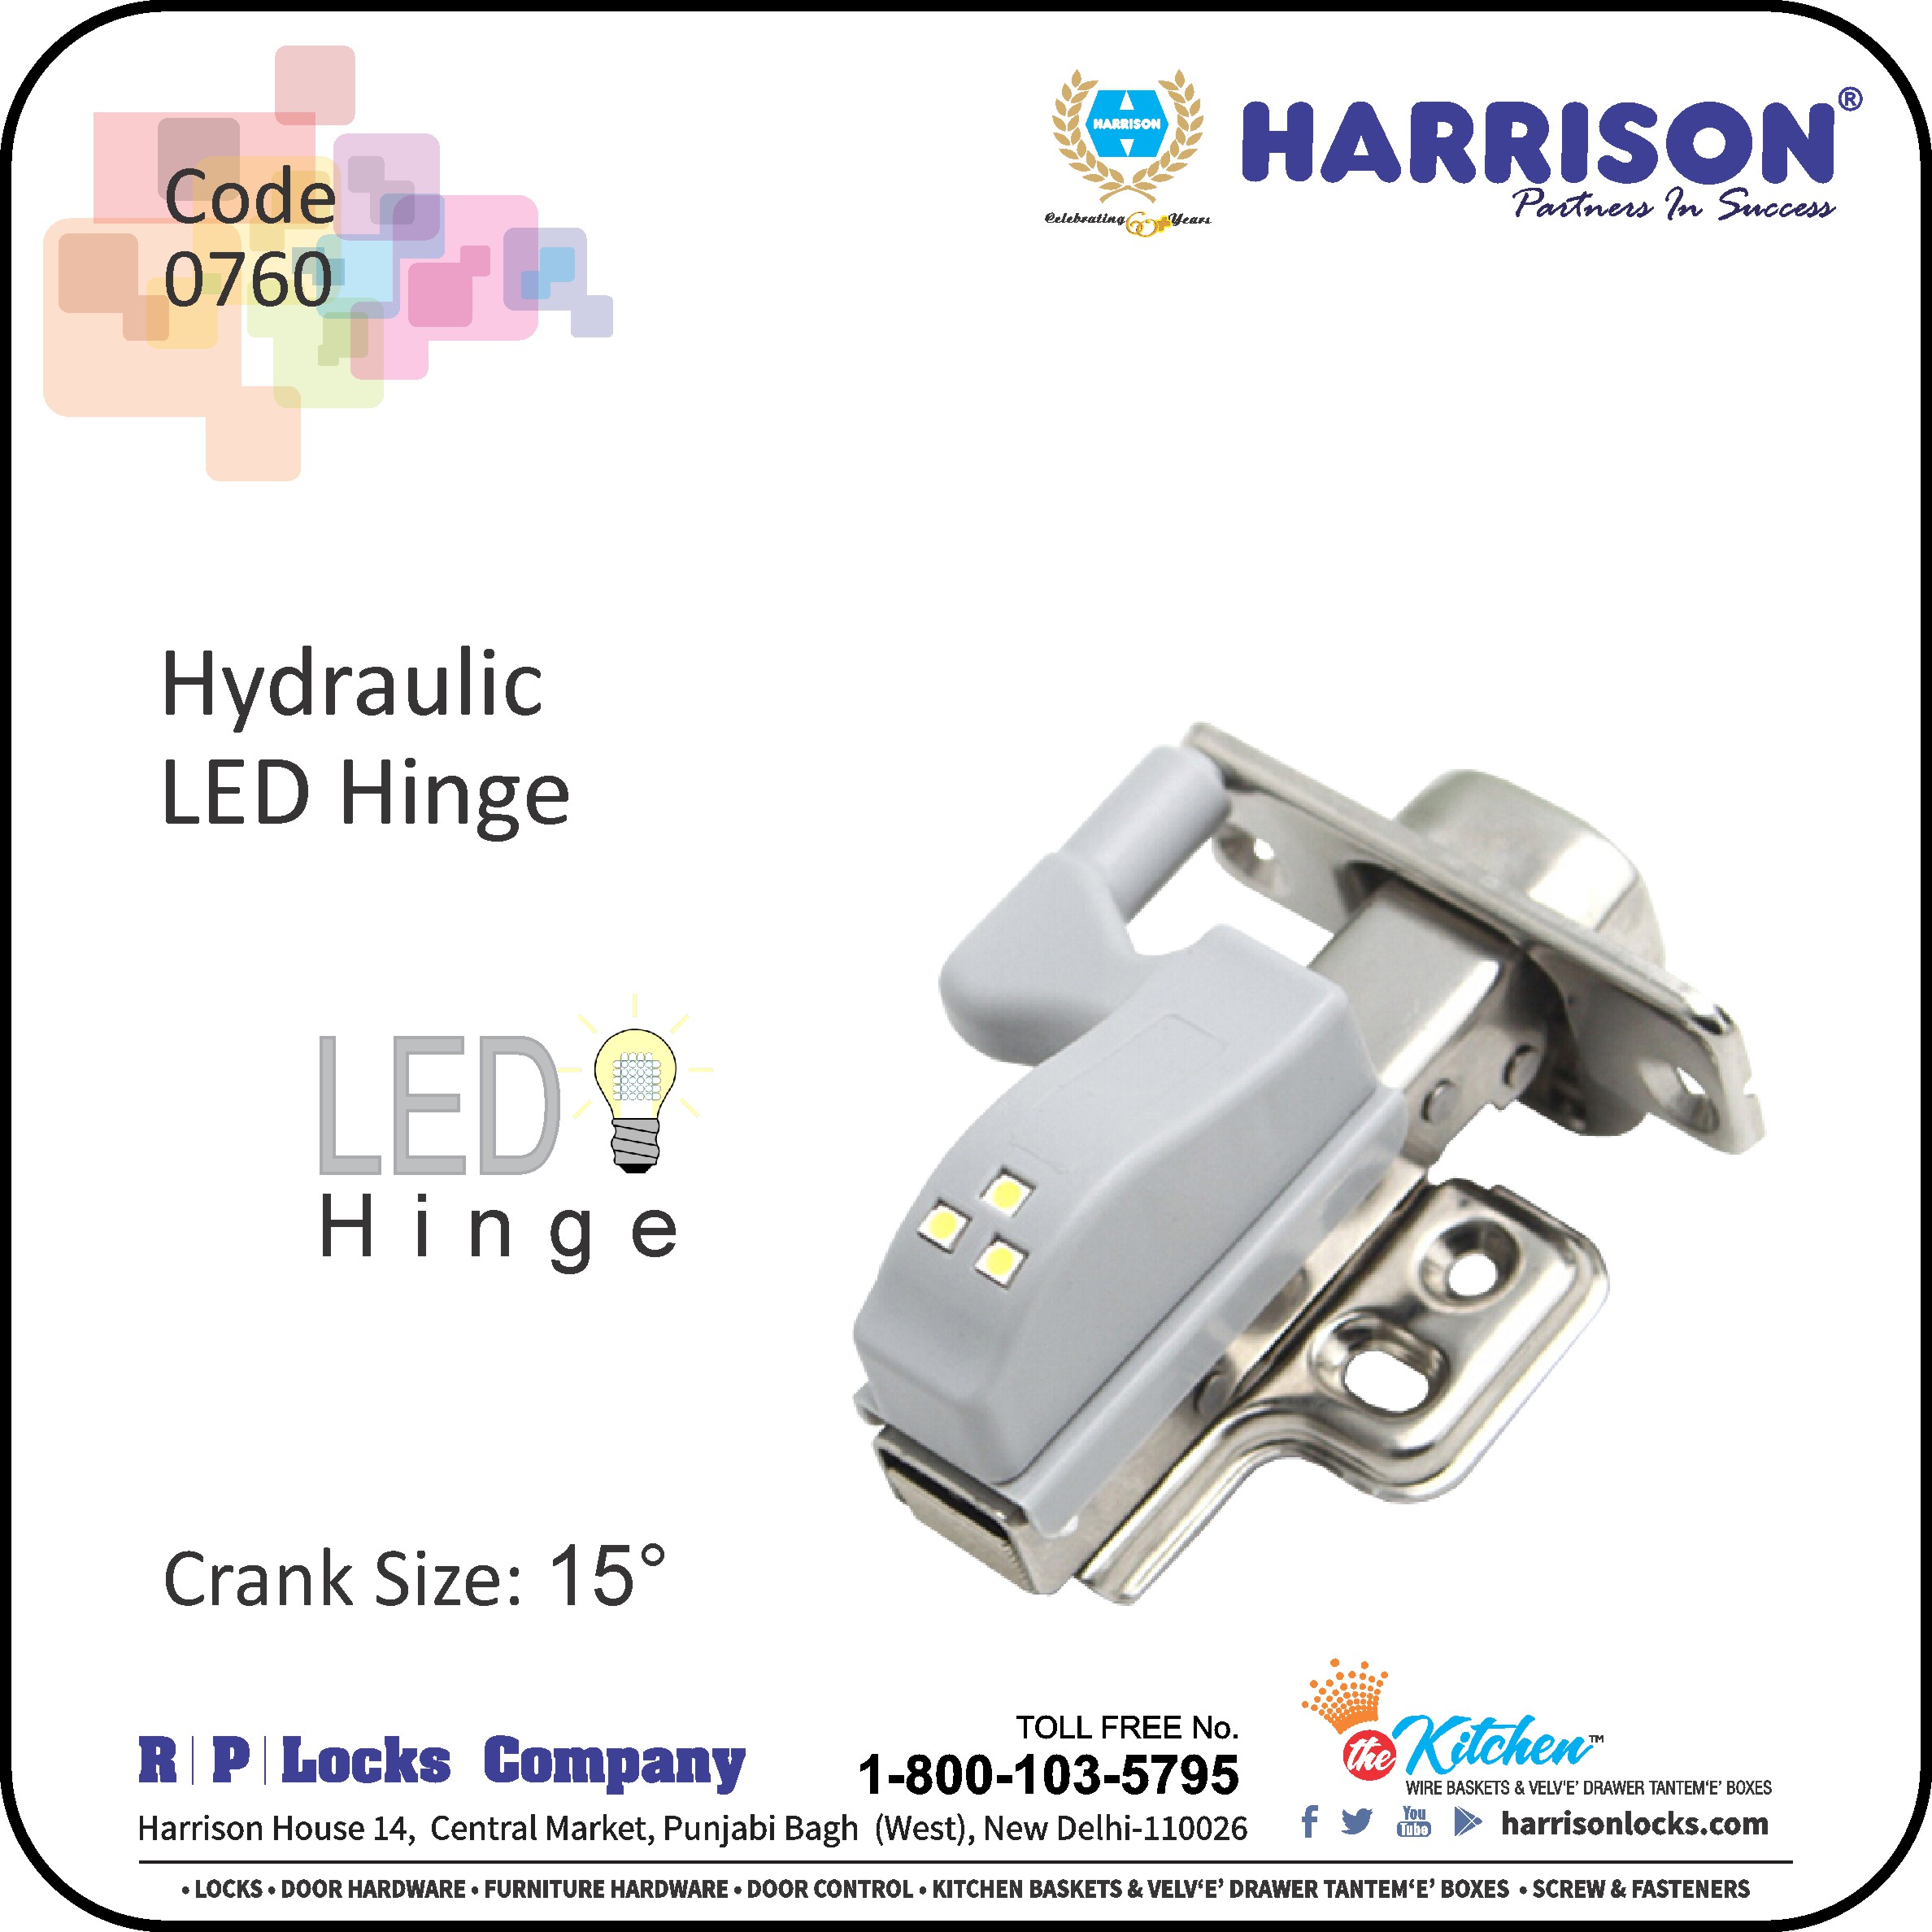 Code
0760
HARRISON
Celebrating 60+ Years
HARRISON®
Partners In Success
Hydraulic
LED Hinge
LED
Hinge
Crank Size: 15°
R|P|Locks Company
Harrison House 14, Central Market, Punjabi Bagh (West), New Delhi-110026
TOLL FREE No.
1-800-103-5795
the Kitchen™
WIRE BASKETS & VELV'E' DRAWER TANTEM'E' BOXES
f You
Tube harrisonlocks.com
• LOCKS • DOOR HARDWARE • FURNITURE HARDWARE • DOOR CONTROL • KITCHEN BASKETS & VELV‘E’ DRAWER TANTEM‘E’ BOXES • SCREW & FASTENERS